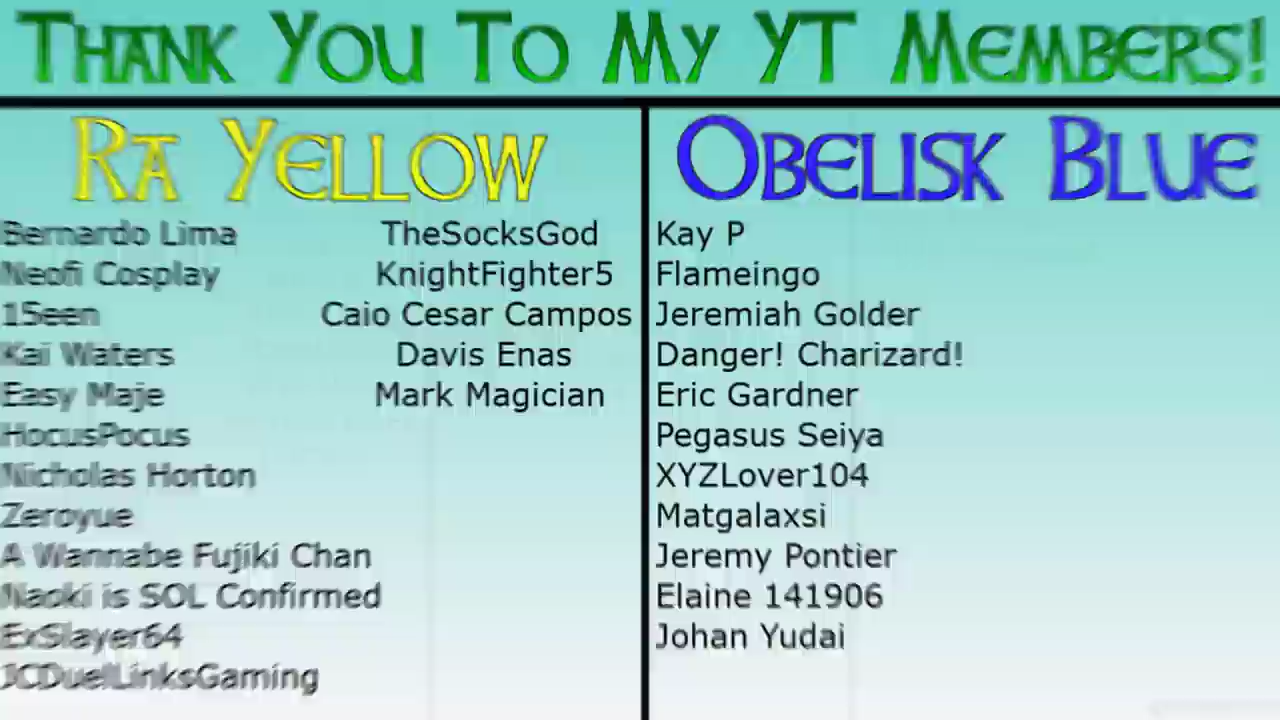 Thank You To My YT Members!
Ra Yellow
Bernardo Lima
Neofi Cosplay
1Seen
Kai Waters
Easy Maje
HocusPocus
Nicholas Horton
Zeroyue
A Wannabe Fujiki Chan
Naoki is SOL Confirmed
ExSlayer64
JCDuelLinksGaming
TheSocksGod
KnightFighter5
Caio Cesar Campos
Davis Enas
Mark Magician
Obelisk Blue
Kay P
Flameingo
Jeremiah Golder
Danger! Charizard!
Eric Gardner
Pegasus Seiya
XYZLover104
Matgalaxsi
Jeremy Pontier
Elaine 141906
Johan Yudai